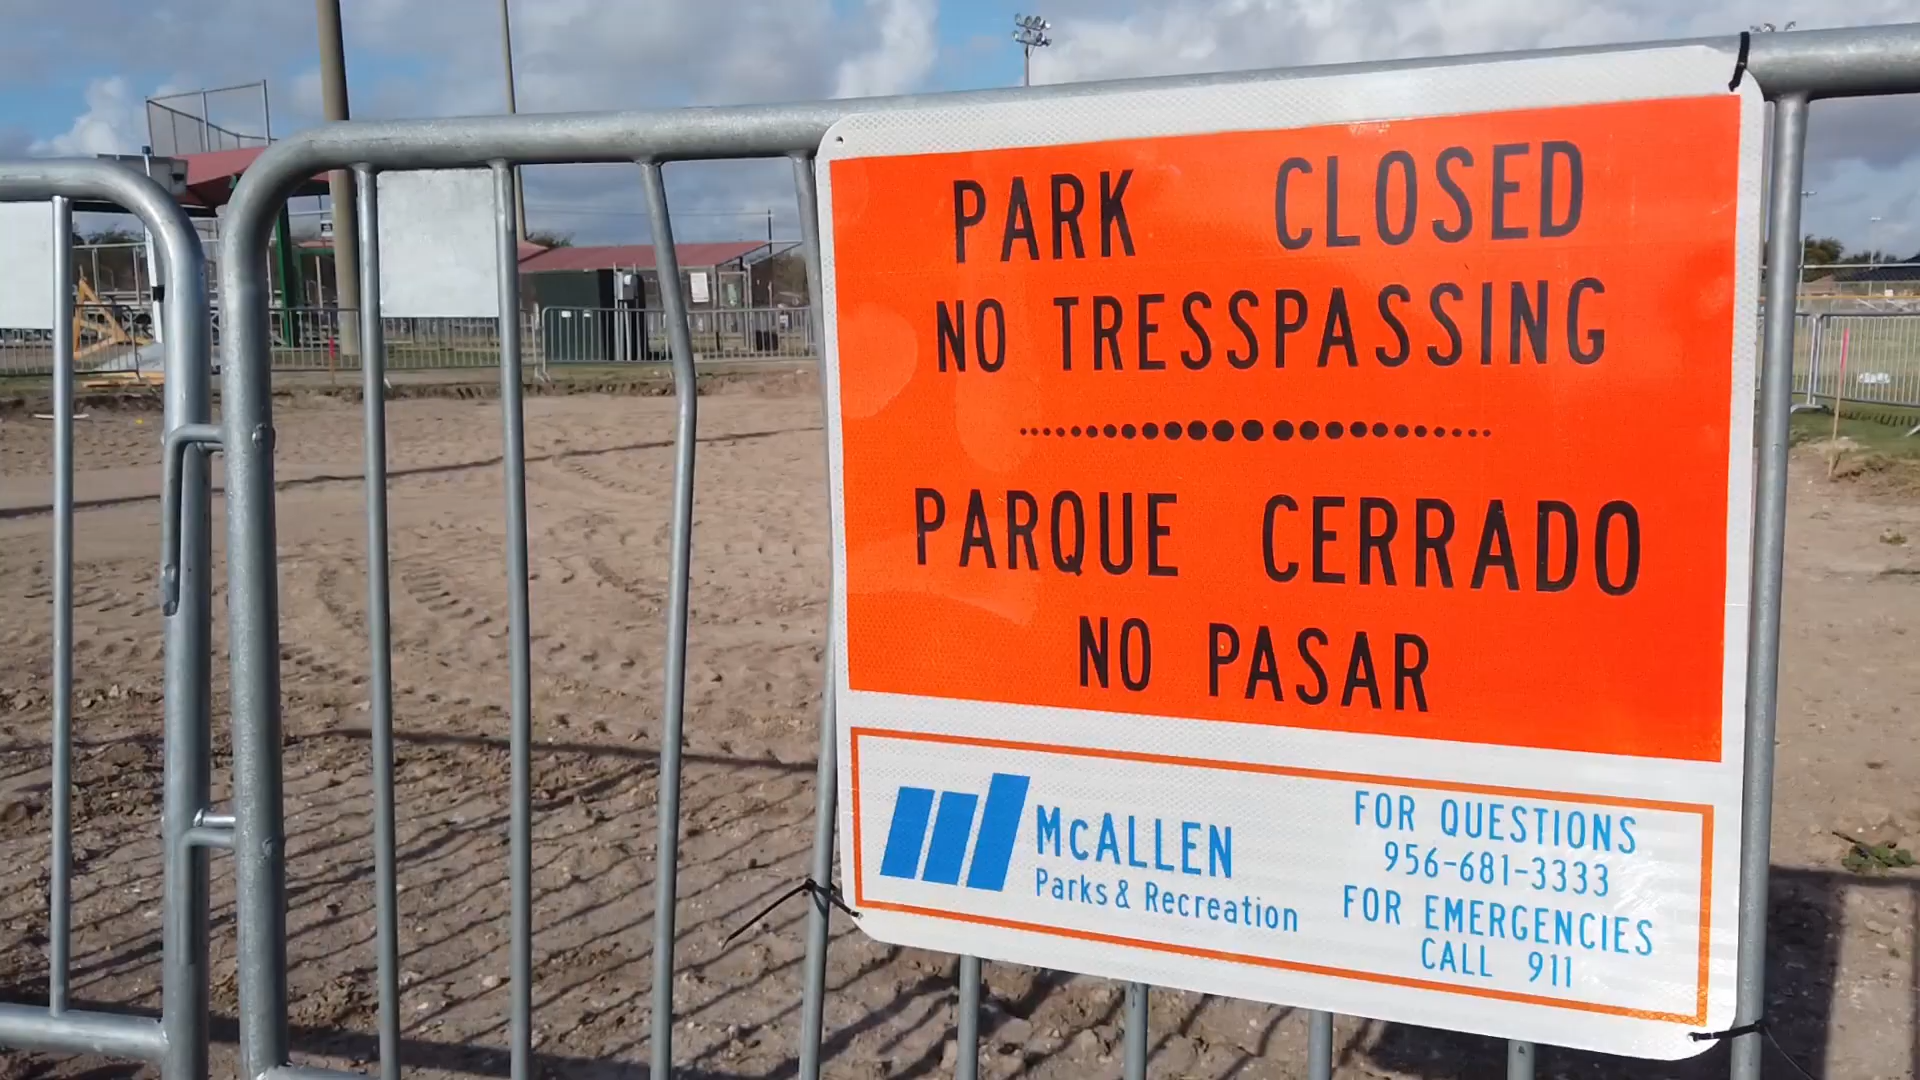 PARK CLOSED
NO TRESSPASSING
PARQUE CERRADO
NO PASAR
McALLEN
Parks & Recreation
FOR QUESTIONS
956-681-3333
FOR EMERGENCIES
CALL 911